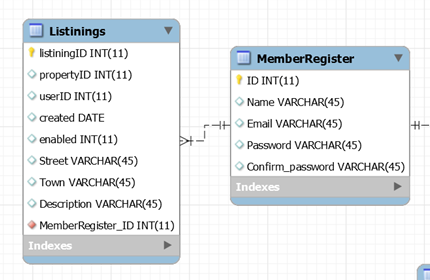 Listinings
listiningID INT(11)
propertyID INT(11)
userID INT(11)
created DATE
enabled INT(11)
Street VARCHAR(45)
Town VARCHAR(45)
Description VARCHAR(45)
MemberRegister_ID INT(11)
Indexes
MemberRegister
ID INT(11)
Name VARCHAR(45)
Email VARCHAR(45)
Password VARCHAR(45)
Confirm_password VARCHAR(45)
Indexes